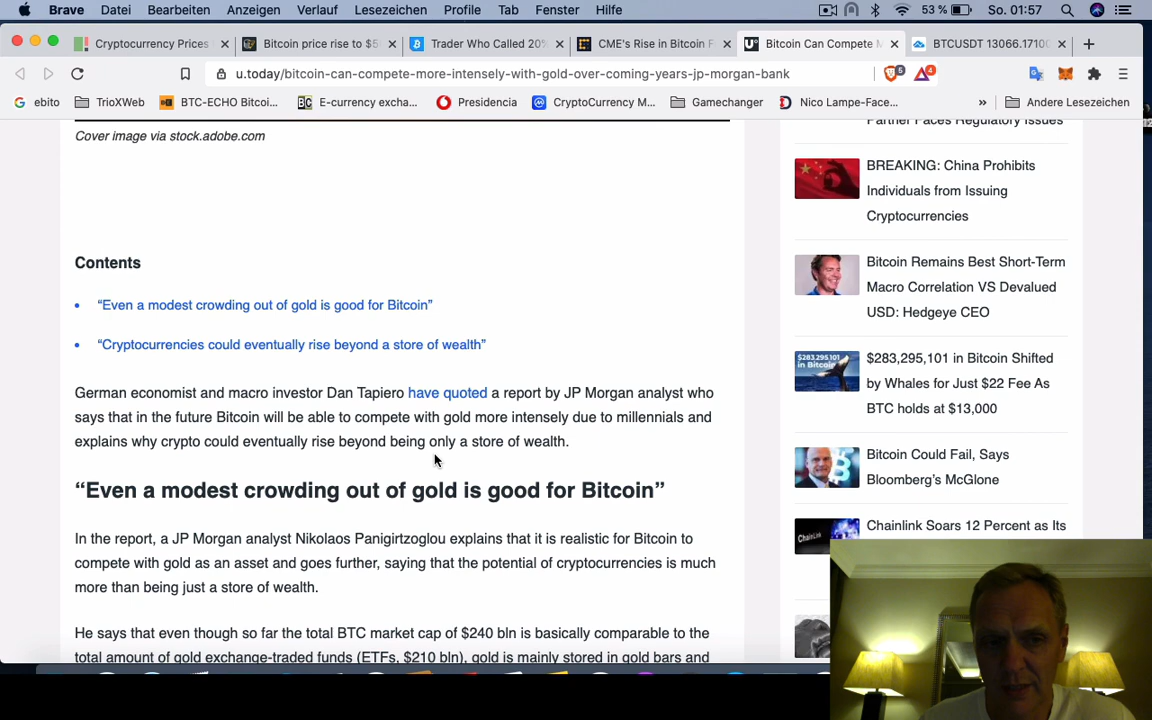 Brave Datei Bearbeiten Anzeigen Verlauf Lesezeichen Profile Tab Fenster Hilfe 53 % So. 01:57
Cryptocurrency Prices Bitcoin price rise to $5 Trader Who Called 20% CME's Rise in Bitcoin F Bitcoin Can Compete M BTCUSDT 13066.1710
u.today/bitcoin-can-compete-more-intensely-with-gold-over-coming-years-jp-morgan-bank 5 4
ebito TrioXWeb BTC-ECHO Bitcoi... E-currency excha... Presidencia CryptoCurrency M... Gamechanger Nico Lampe-Face... » Andere Lesezeichen
Cover image via stock.adobe.com
Contents
• “Even a modest crowding out of gold is good for Bitcoin”
• “Cryptocurrencies could eventually rise beyond a store of wealth”
German economist and macro investor Dan Tapiero have quoted a report by JP Morgan analyst who
says that in the future Bitcoin will be able to compete with gold more intensely due to millennials and
explains why crypto could eventually rise beyond being only a store of wealth.
“Even a modest crowding out of gold is good for Bitcoin”
In the report, a JP Morgan analyst Nikolaos Panigirtzoglou explains that it is realistic for Bitcoin to
compete with gold as an asset and goes further, saying that the potential of cryptocurrencies is much
more than being just a store of wealth.
He says that even though so far the total BTC market cap of $240 bln is basically comparable to the
total amount of gold exchange-traded funds (ETFs, $210 bln), gold is mainly stored in gold bars and
Partner Faces Regulatory Issues
BREAKING: China Prohibits
Individuals from Issuing
Cryptocurrencies
Bitcoin Remains Best Short-Term
Macro Correlation VS Devalued
USD: Hedgeye CEO
$283,295,101
in Bitcoin
$283,295,101 in Bitcoin Shifted
by Whales for Just $22 Fee As
BTC holds at $13,000
Bitcoin Could Fail, Says
Bloomberg’s McGlone
ChainLink
Chainlink Soars 12 Percent as Its